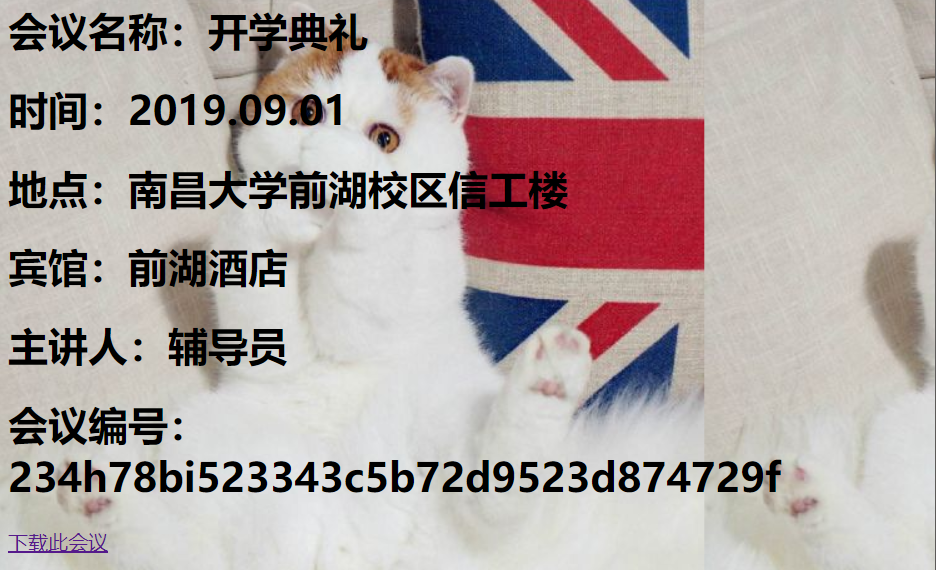 会议名称：开学典礼
时间：2019.09.01
地点：南昌大学前湖校区信工楼
宾馆：前湖酒店
主讲人：辅导员
会议编号：
234h78bi523343c5b72d9523d874729f
下载此会议